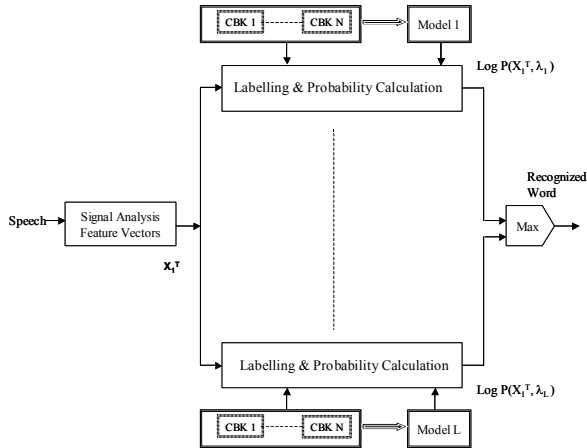 CBK 1
CBK N
Model 1
Log P(X₁ᵀ, λ₁)
Labelling & Probability Calculation
Recognized
Word
Speech
Signal Analysis
Feature Vectors
Max
X₁ᵀ
Labelling & Probability Calculation
Log P(X₁ᵀ, λ_L)
CBK 1
CBK N
Model L